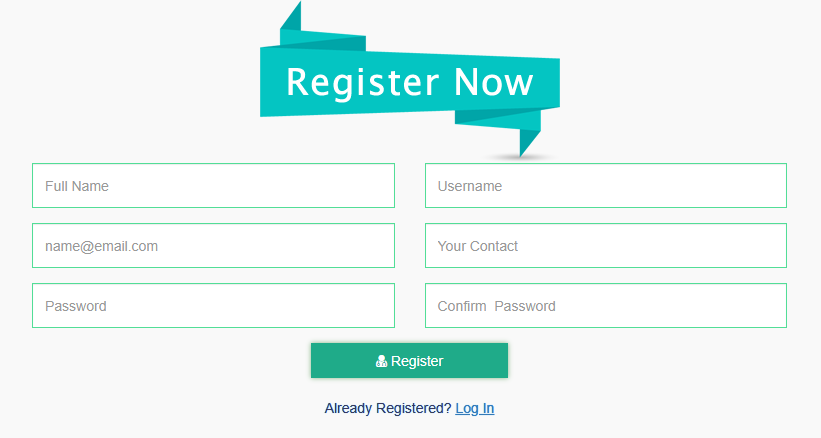 Register Now
Full Name
Username
name@email.com
Your Contact
Password
Confirm  Password
Register
Already Registered? Log In